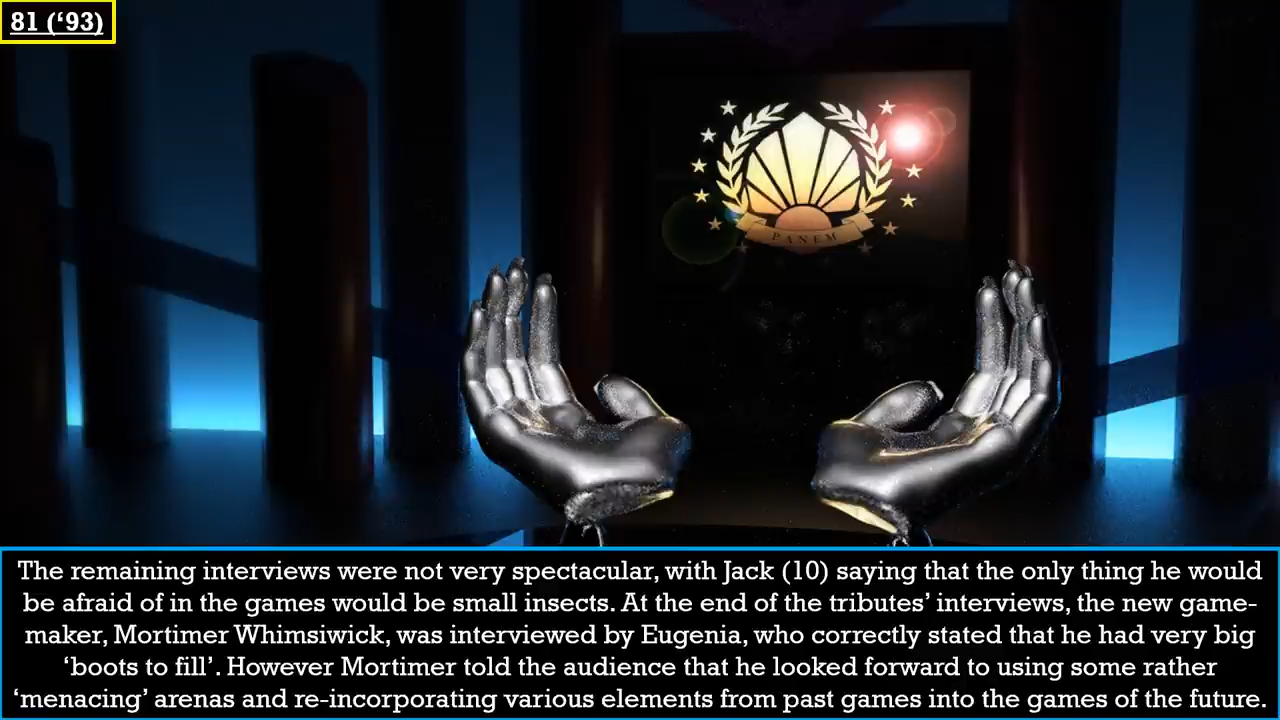 81 (‘93)
PANEM
The remaining interviews were not very spectacular, with Jack (10) saying that the only thing he would
be afraid of in the games would be small insects. At the end of the tributes’ interviews, the new game-
maker, Mortimer Whimsiwick, was interviewed by Eugenia, who correctly stated that he had very big
‘boots to fill’. However Mortimer told the audience that he looked forward to using some rather
‘menacing’ arenas and re-incorporating various elements from past games into the games of the future.